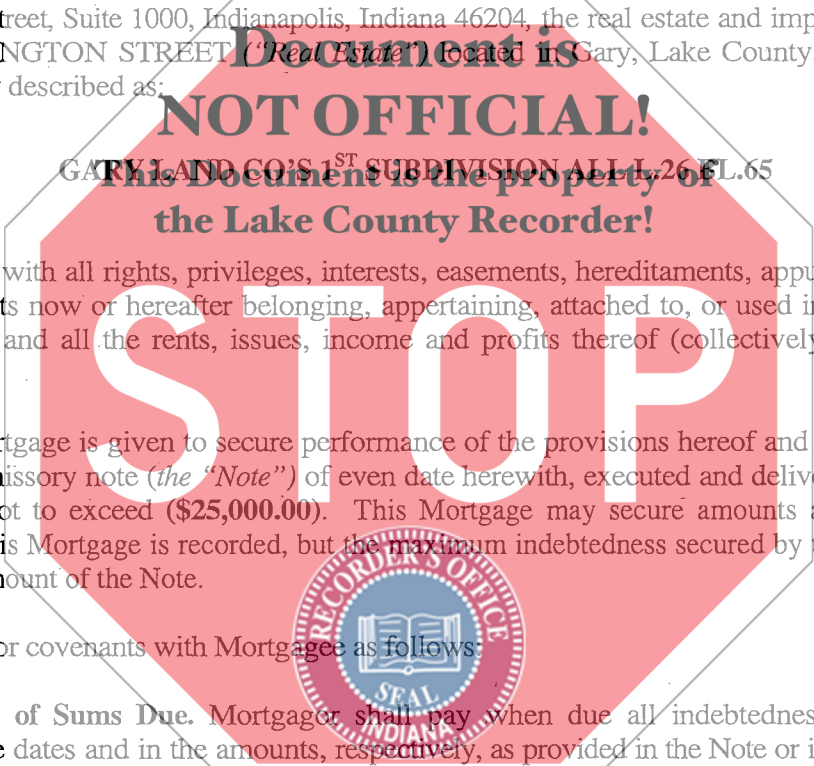 treet, Suite 1000, Indianapolis, Indiana 46204, the real estate and imp
NGTON STREET ("Real Estate") located in Gary, Lake County
Document is
described as:
NOT OFFICIAL!
GARY LAND CO'S 1ST SUBDIVISION ALL L.26 BL.65
This Document is the property of
the Lake County Recorder!
with all rights, privileges, interests, easements, hereditaments, appu
ts now or hereafter belonging, appertaining, attached to, or used i
and all the rents, issues, income and profits thereof (collectively
STOP
rtgage is given to secure performance of the provisions hereof and
issory note (the "Note") of even date herewith, executed and delive
ot to exceed ($25,000.00). This Mortgage may secure amounts a
is Mortgage is recorded, but the maximum indebtedness secured by
nount of the Note.
or covenants with Mortgagee as follows:
RECORDER'S OFFICE
SEAL
INDIANA
of Sums Due. Mortgagor shall pay when due all indebtednes
e dates and in the amounts, respectively, as provided in the Note or i